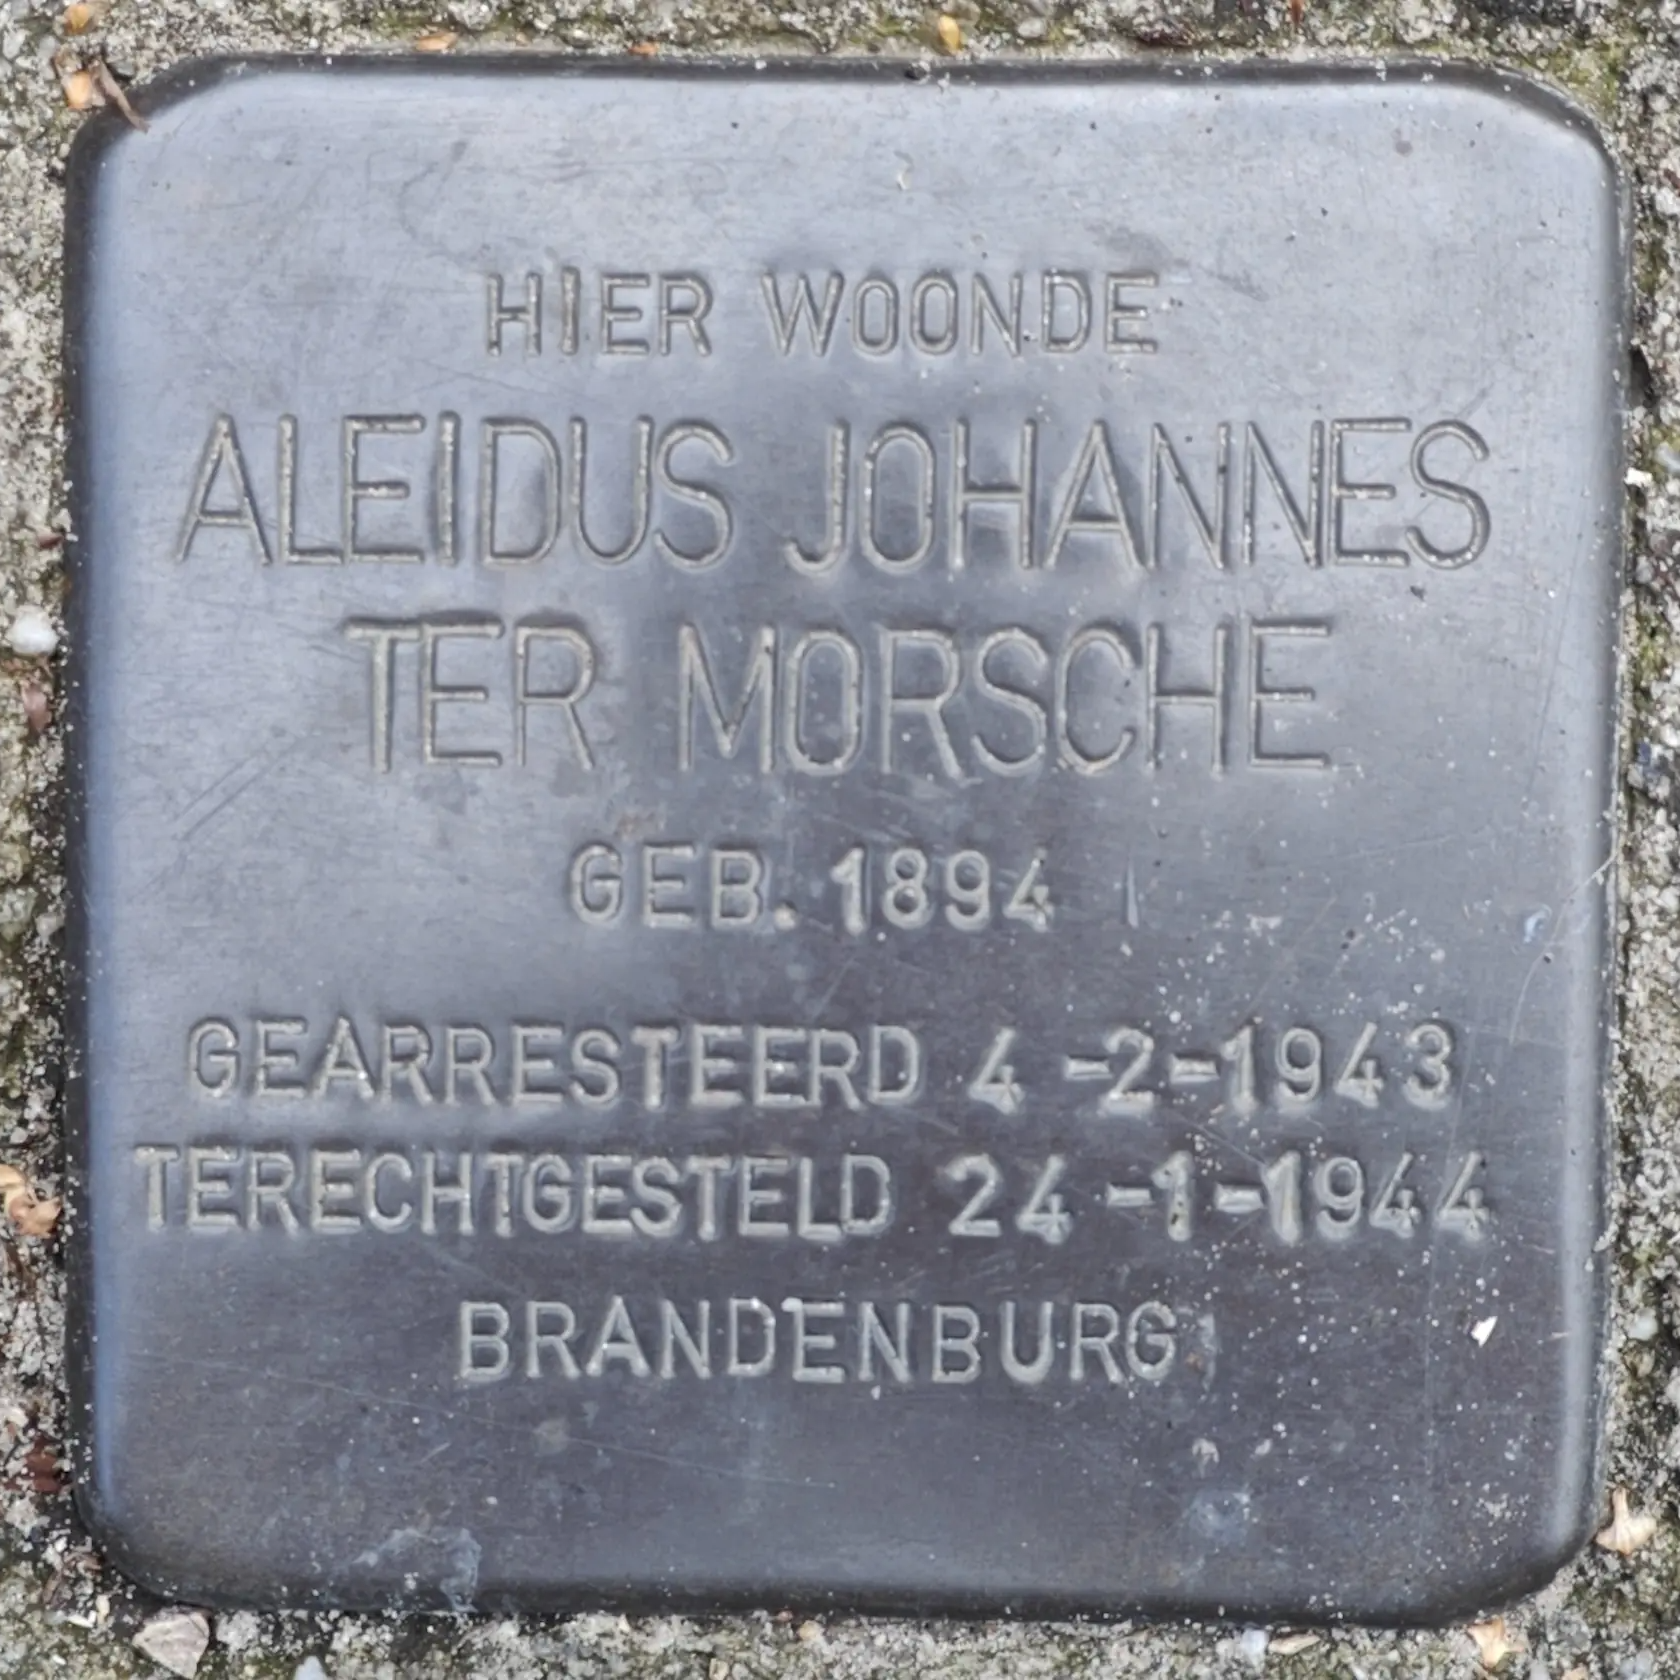 HIER WOONDE
ALEIDUS JOHANNES
TER MORSCHE
GEB. 1894
GEARRESTEERD 4-2-1943
TERECHTGESTELD 24-1-1944
BRANDENBURG